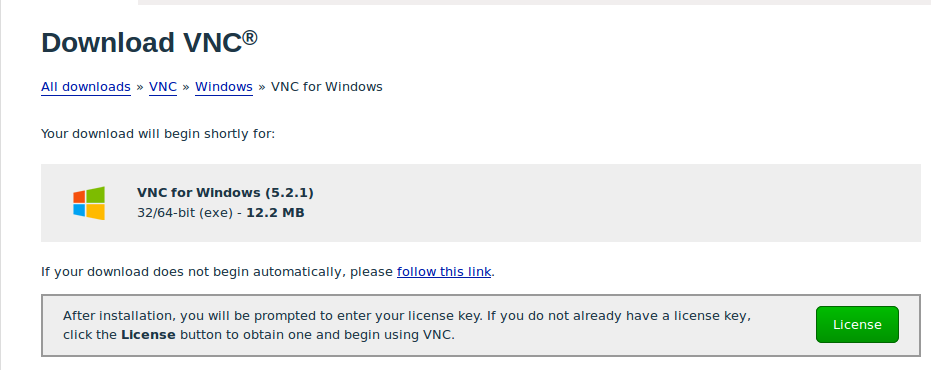 Download VNC®
All downloads » VNC » Windows » VNC for Windows
Your download will begin shortly for:
VNC for Windows (5.2.1)
32/64-bit (exe) - 12.2 MB
If your download does not begin automatically, please follow this link.
After installation, you will be prompted to enter your license key. If you do not already have a license key,
click the License button to obtain one and begin using VNC.
License